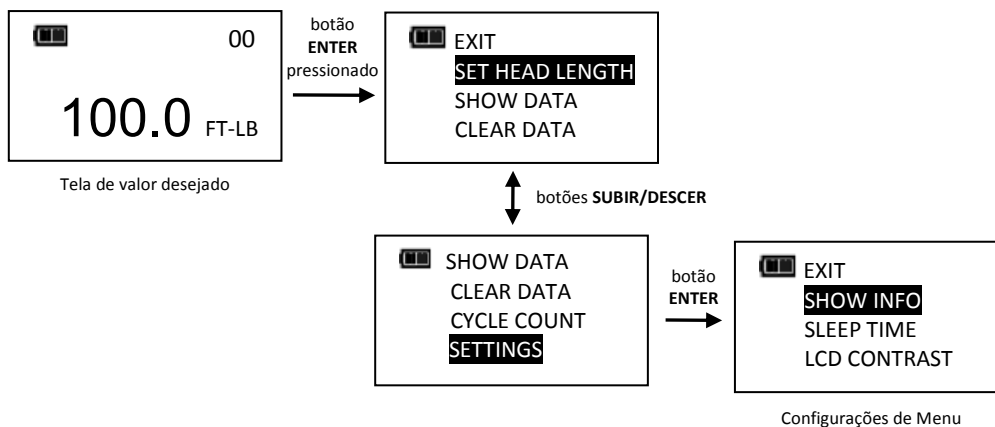 00
100.0 FT-LB
Tela de valor desejado
botão
ENTER
pressionado
EXIT
SET HEAD LENGTH
SHOW DATA
CLEAR DATA
botões SUBIR/DESCER
SHOW DATA
CLEAR DATA
CYCLE COUNT
SETTINGS
botão
ENTER
EXIT
SHOW INFO
SLEEP TIME
LCD CONTRAST
Configurações de Menu